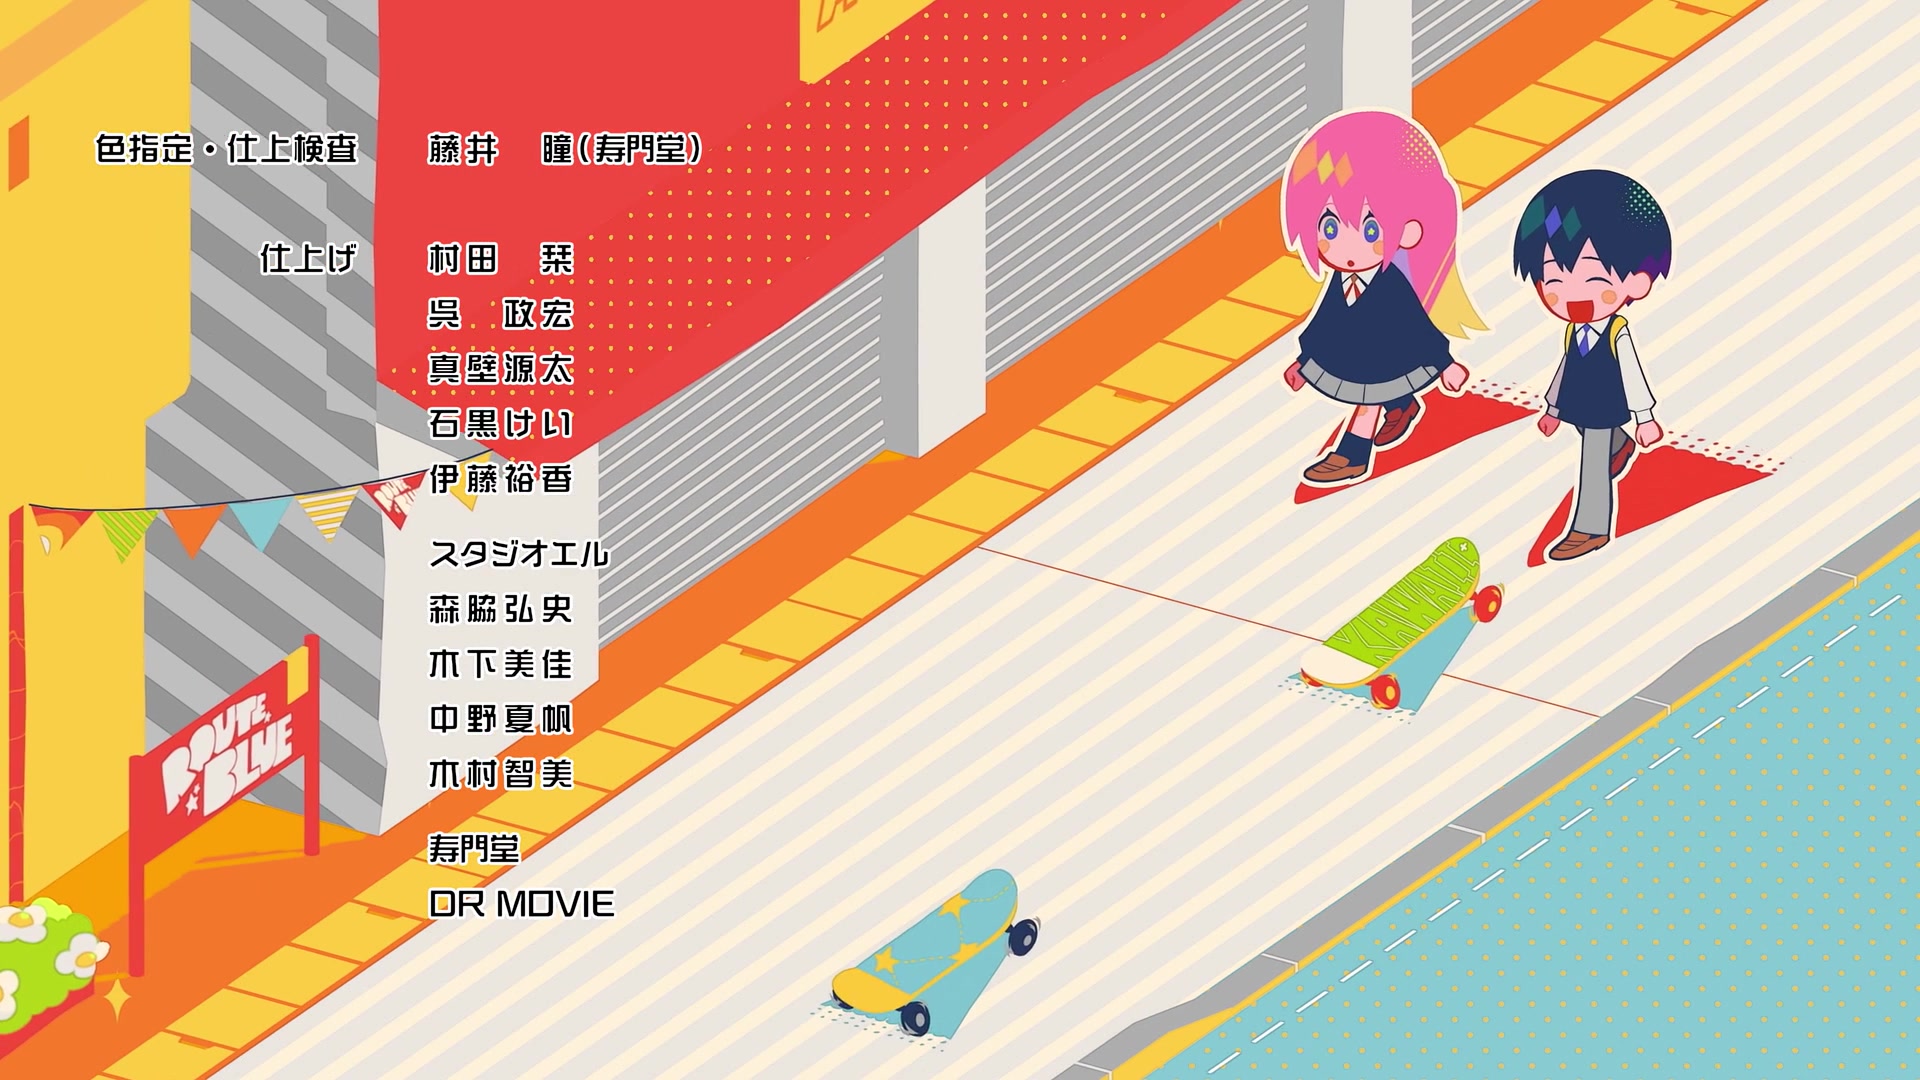 色指定・仕上検査 藤井 瞳(寿門堂)
仕上げ 村田 栞
呉 政宏
真壁源太
石黒けい
伊藤裕香
スタジオエル
森脇弘史
木下美佳
中野夏帆
木村智美
寿門堂
DR MOVIE
ROUTE
BLUE
KAWAII